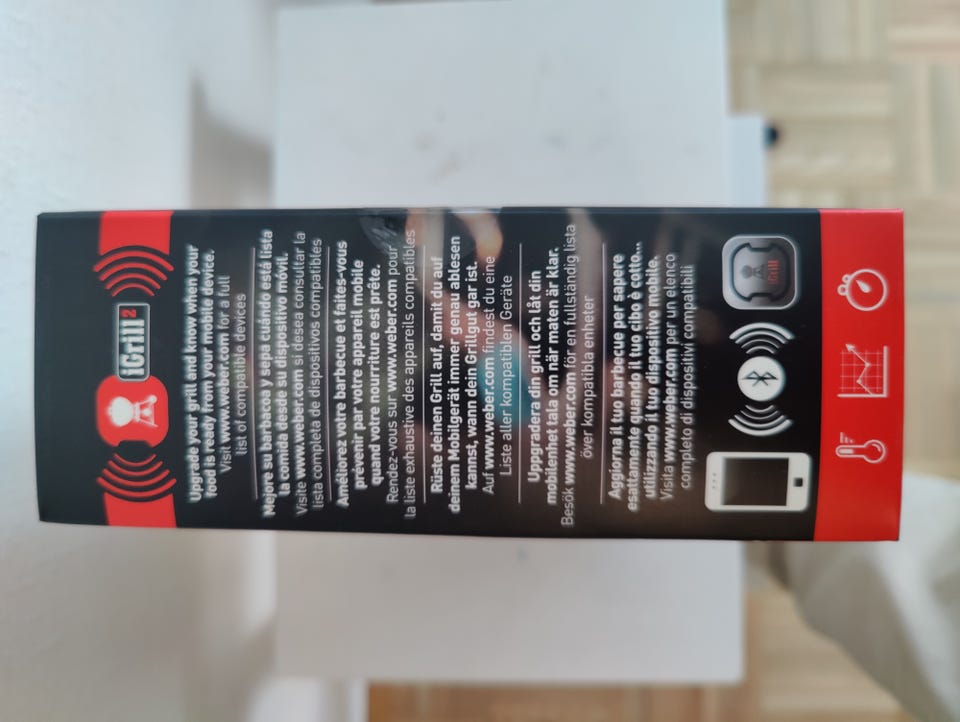 iGrill 2
Upgrade your grill and know when your
food is ready from your mobile device.
Visit www.weber.com for a full
list of compatible devices
Mejore su barbacoa y sepa cuándo está lista
la comida desde su dispositivo móvil.
Visite www.weber.com si desea consultar la
lista completa de dispositivos compatibles
Améliorez votre barbecue et faites-vous
prévenir par votre appareil mobile
quand votre nourriture est prête.
Rendez-vous sur www.weber.com pour
la liste exhaustive des appareils compatibles
Rüste deinen Grill auf, damit du auf
deinem Mobilgerät immer genau ablesen
kannst, wann dein Grillgut gar ist.
Auf www.weber.com findest du eine
Liste aller kompatiblen Geräte
Uppgradera din grill och låt din
mobilenhet tala om när maten är klar.
Besök www.weber.com för en fullständig lista
över kompatibla enheter
Aggiorna il tuo barbecue per sapere
esattamente quando il tuo cibo è cotto...
utilizzando il tuo dispositivo mobile.
Visita www.weber.com per un elenco
completo di dispositivi compatibili
iGrill